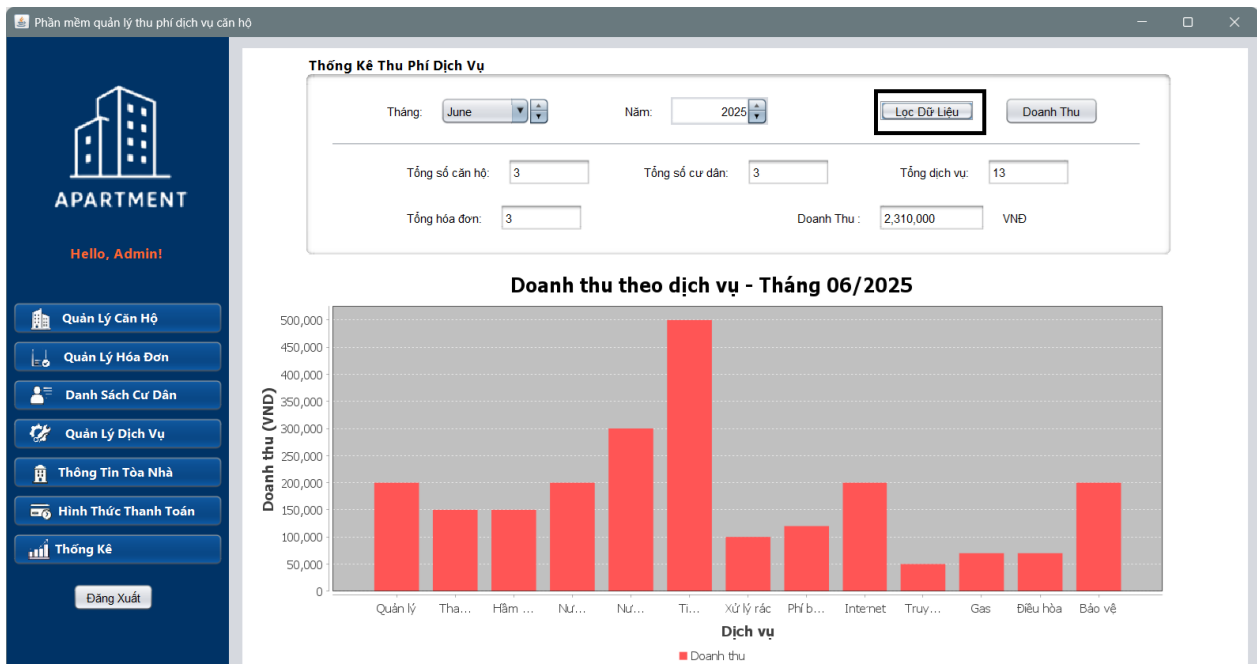 Phần mềm quản lý thu phí dịch vụ căn hộ
APARTMENT
Hello, Admin!
Quản Lý Căn Hộ
Quản Lý Hóa Đơn
Danh Sách Cư Dân
Quản Lý Dịch Vụ
Thông Tin Tòa Nhà
Hình Thức Thanh Toán
Thống Kê
Đăng Xuất
Thống Kê Thu Phí Dịch Vụ
Tháng: June Năm: 2025 Lọc Dữ Liệu Doanh Thu
Tổng số căn hộ: 3 Tổng số cư dân: 3 Tổng dịch vụ: 13
Tổng hóa đơn: 3 Doanh Thu : 2,310,000 VNĐ
Doanh thu theo dịch vụ - Tháng 06/2025
Doanh thu (VND)
500,000
450,000
400,000
350,000
300,000
250,000
200,000
150,000
100,000
50,000
0
Quản lý Tha... Hầm ... Nư... Nư... Ti... Xử lý rác Phí b... Internet Truy... Gas Điều hòa Bảo vệ
Dịch vụ
Doanh thu